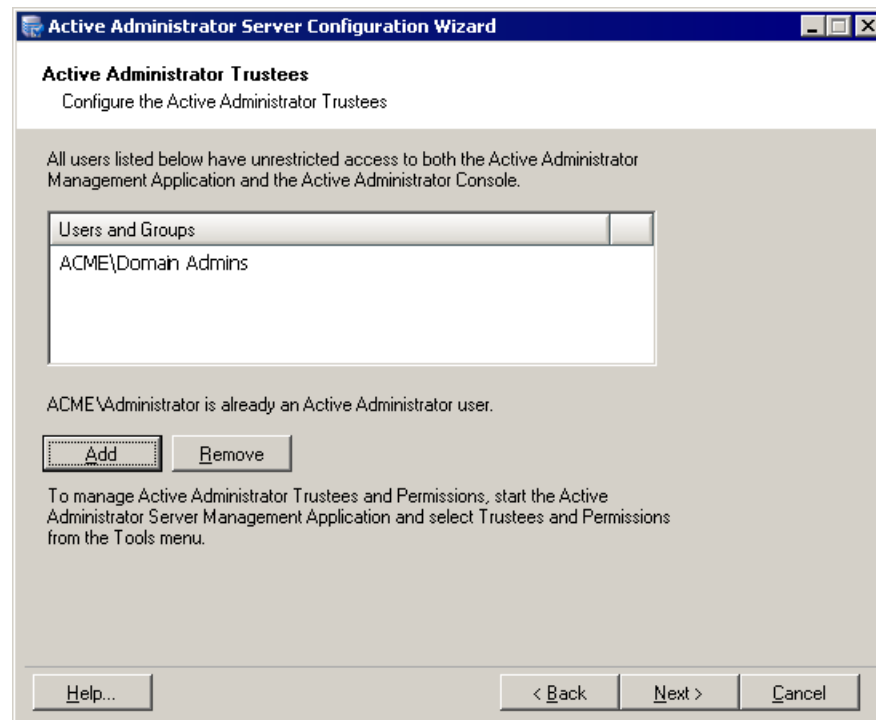 Active Administrator Server Configuration Wizard
Active Administrator Trustees
Configure the Active Administrator Trustees
All users listed below have unrestricted access to both the Active Administrator
Management Application and the Active Administrator Console.
Users and Groups
ACME\Domain Admins
ACME\Administrator is already an Active Administrator user.
Add Remove
To manage Active Administrator Trustees and Permissions, start the Active
Administrator Server Management Application and select Trustees and Permissions
from the Tools menu.
Help... < Back Next > Cancel